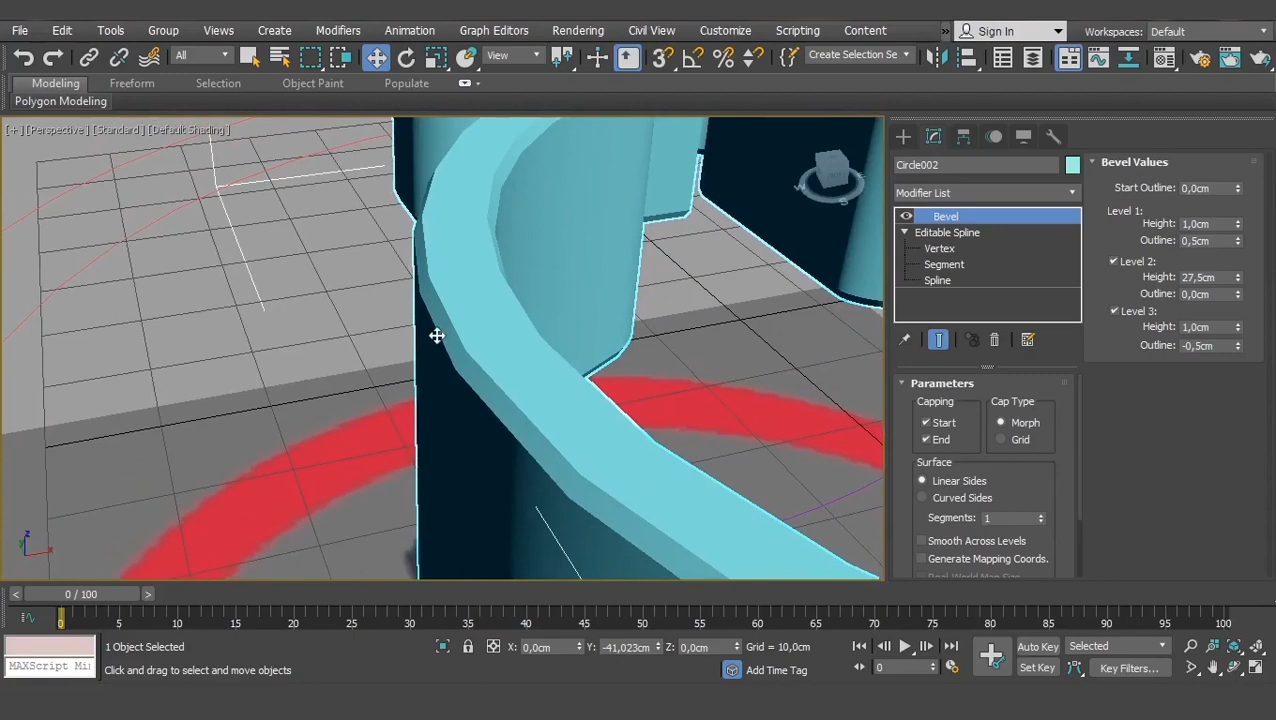 File Edit Tools Group Views Create Modifiers Animation Graph Editors Rendering Civil View Customize Scripting Content » Sign In Workspaces: Default
All View Create Selection Se
Modeling Freeform Selection Object Paint Populate
Polygon Modeling
[+] [Perspective] [Standard] [Default Shading]
Circle002
Modifier List
Bevel
Editable Spline
Vertex
Segment
Spline
Bevel Values
Start Outline: 0,0cm
Level 1:
Height: 1,0cm
Outline: 0,5cm
Level 2:
Height: 27,5cm
Outline: 0,0cm
Level 3:
Height: 1,0cm
Outline: -0,5cm
Parameters
Capping Cap Type
Start Morph
End Grid
Surface
Linear Sides
Curved Sides
Segments: 1
Smooth Across Levels
Generate Mapping Coords.
Real-World Map Size
z
y x
< 0 / 100 >
0 5 10 15 20 25 30 35 40 45 50 55 60 65 70 75 80 85 90 95 100
1 Object Selected X: 0,0cm Y: -41,023cm Z: 0,0cm Grid = 10,0cm Auto Key Selected
MAXScript Mi Click and drag to select and move objects Add Time Tag 0 Set Key Key Filters...